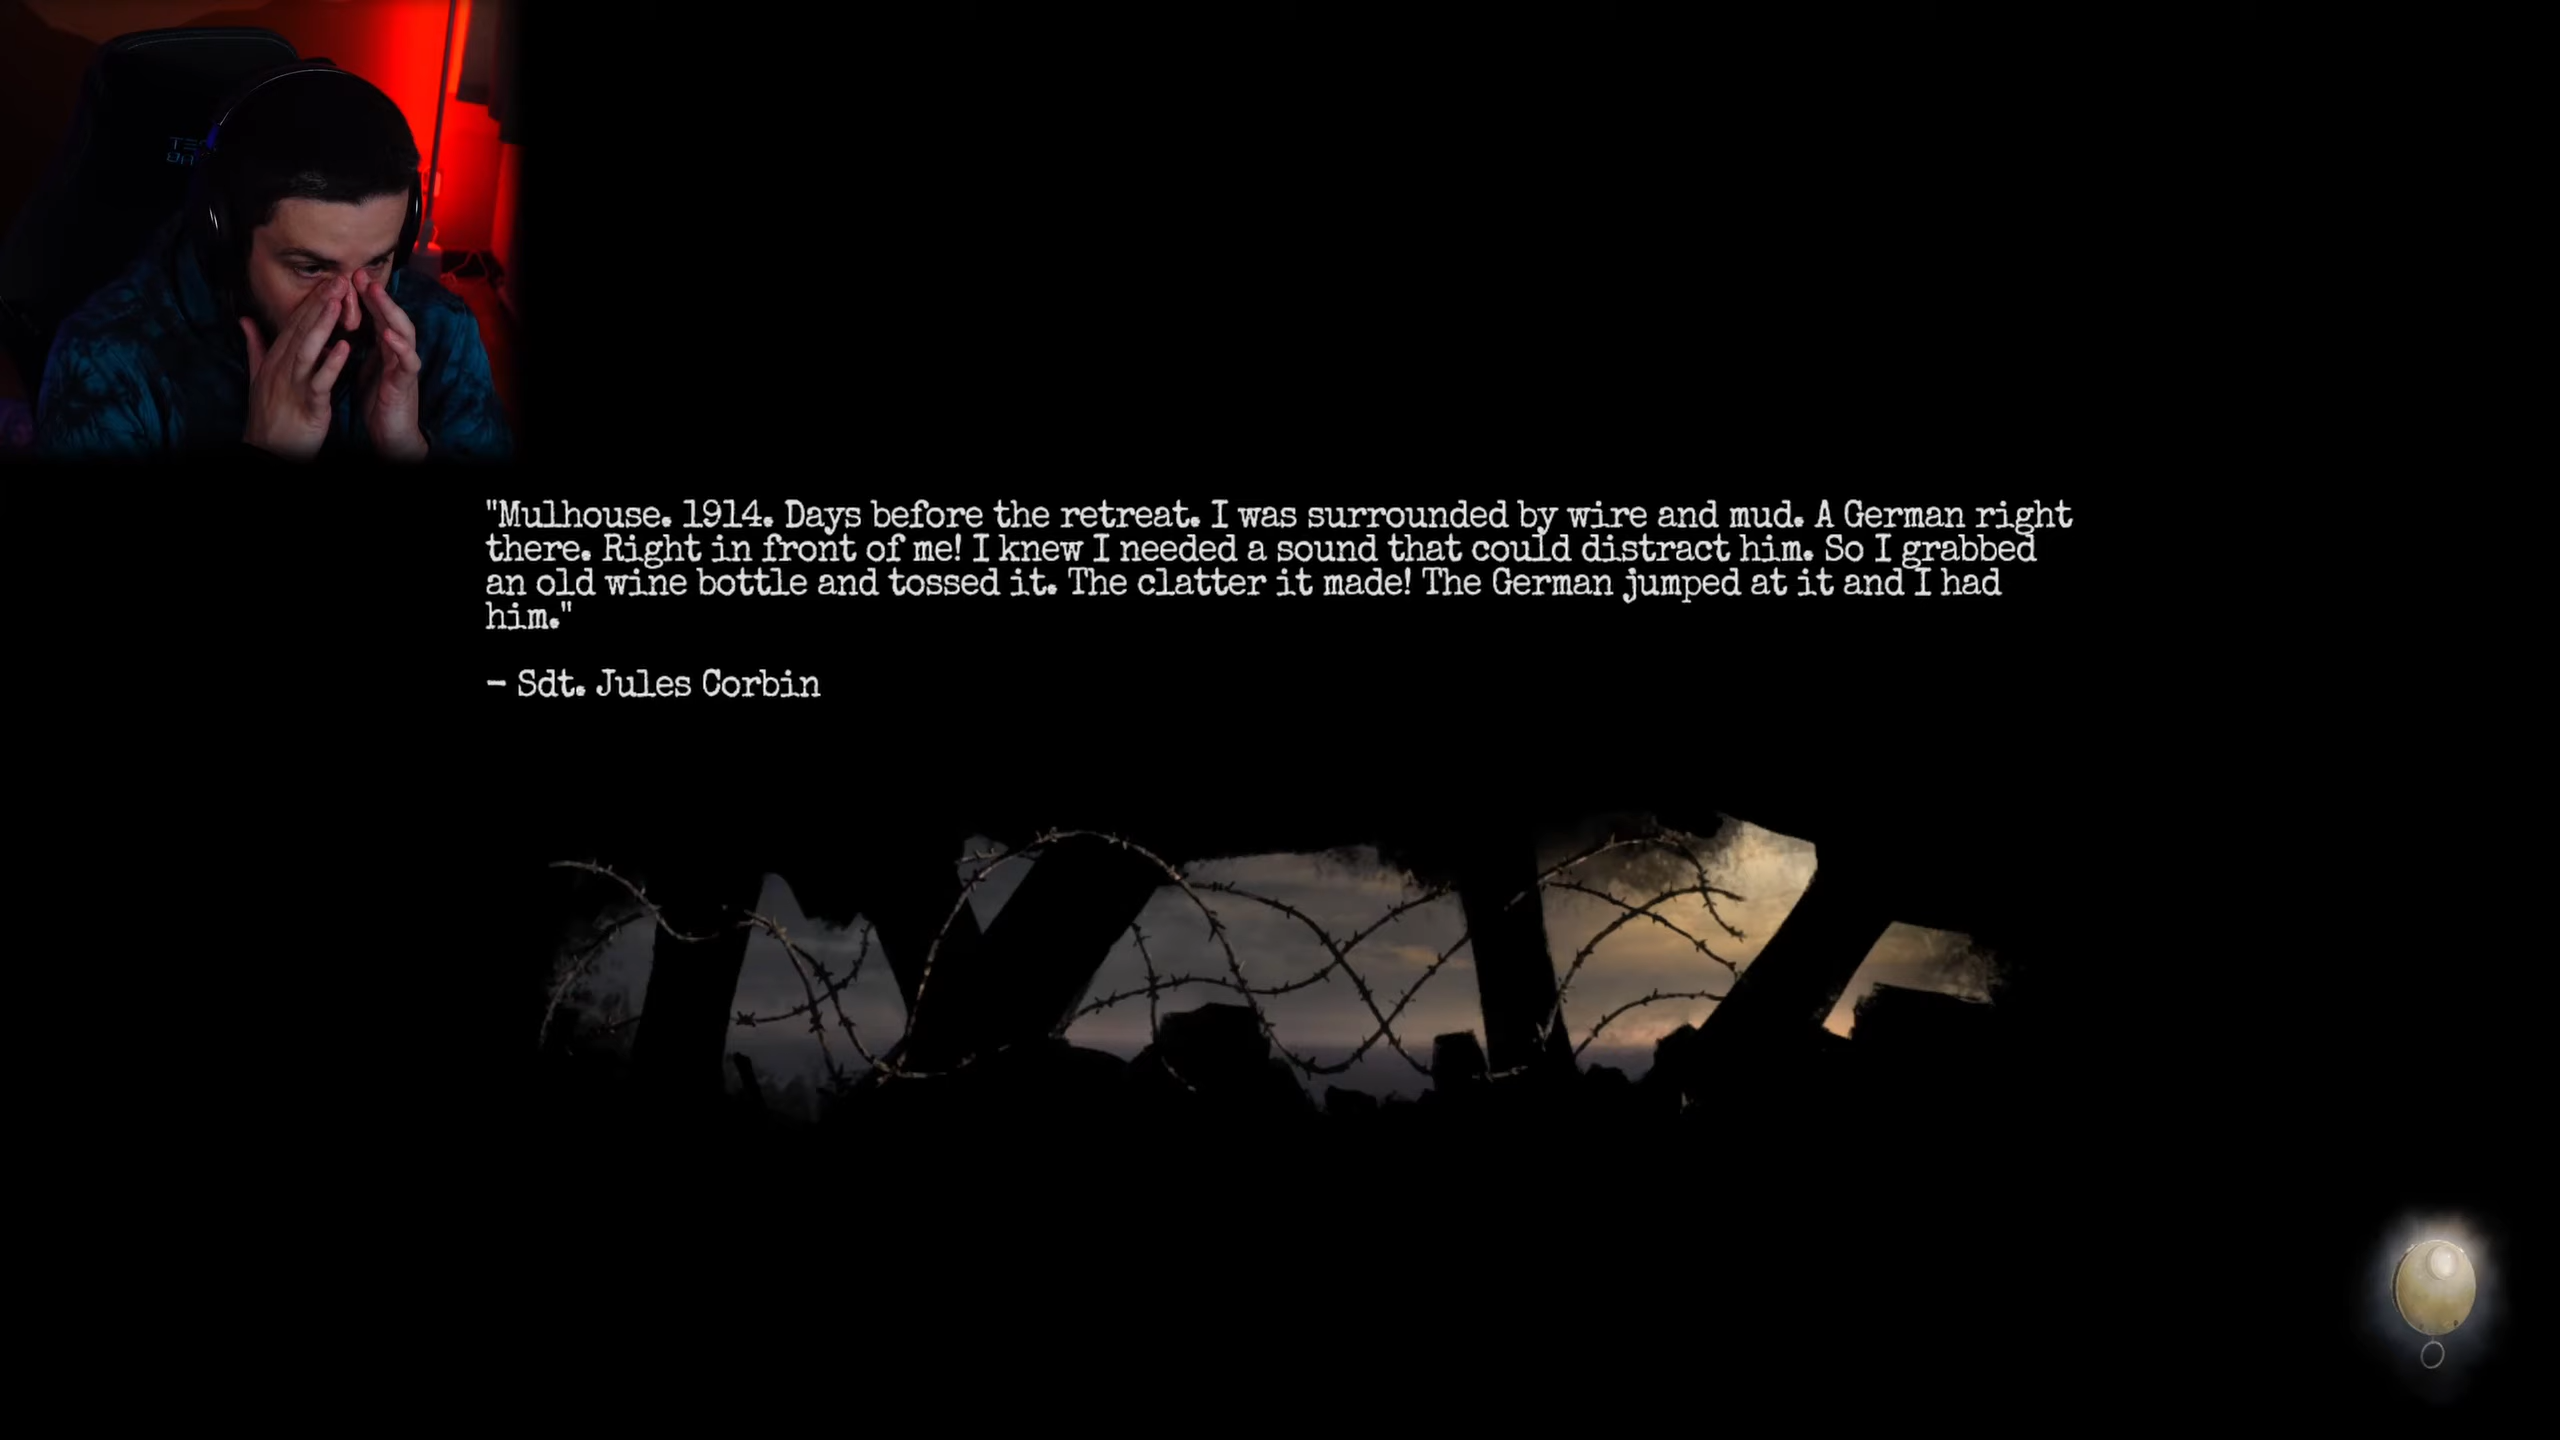 "Mulhouse. 1914. Days before the retreat. I was surrounded by wire and mud. A German right
there. Right in front of me! I knew I needed a sound that could distract him. So I grabbed
an old wine bottle and tossed it. The clatter it made! The German jumped at it and I had
him."
- Sdt. Jules Corbin